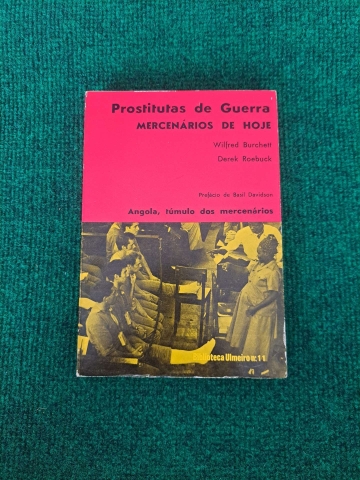 Prostitutas de Guerra
MERCENÁRIOS DE HOJE
Wilfred Burchett
Derek Roebuck
Prefácio de Basil Davidson
Angola, túmulo dos mercenários
Biblioteca Ulmeiro n.º 11